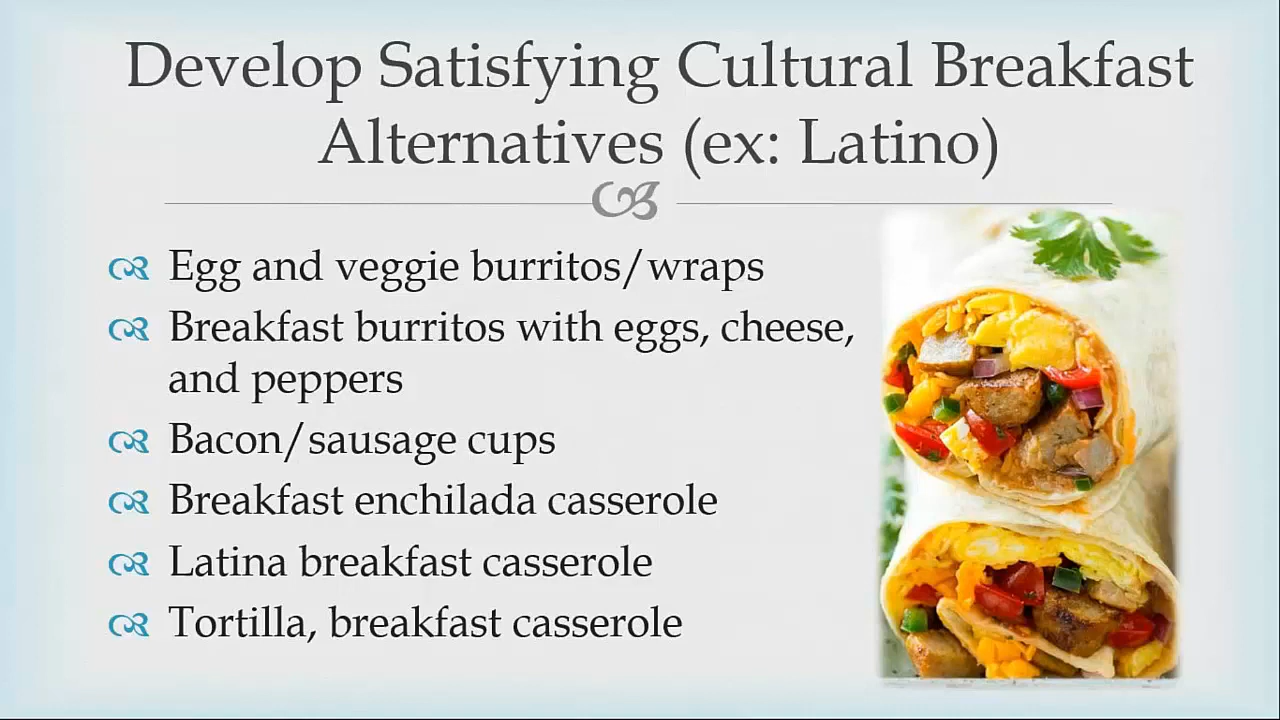 Develop Satisfying Cultural Breakfast
Alternatives (ex: Latino)
Egg and veggie burritos/wraps
Breakfast burritos with eggs, cheese,
and peppers
Bacon/sausage cups
Breakfast enchilada casserole
Latina breakfast casserole
Tortilla, breakfast casserole